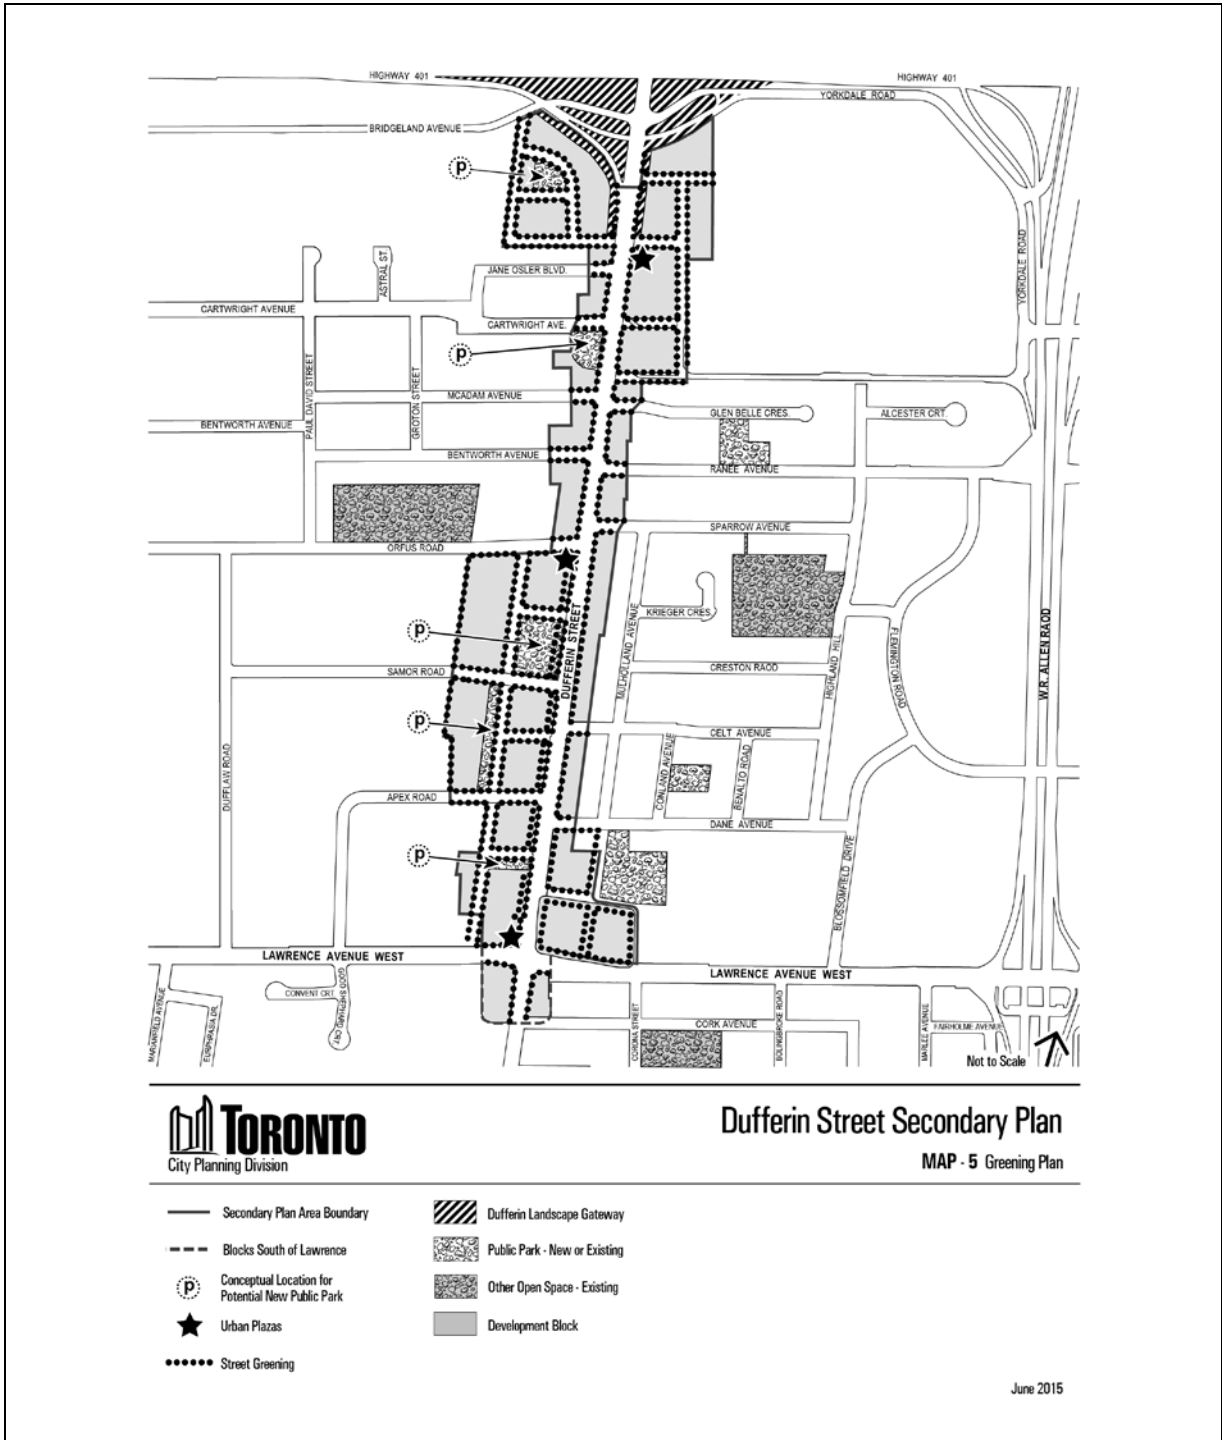 HIGHWAY 401
HIGHWAY 401
YORKDALE ROAD
BRIDGELAND AVENUE
P
ASTRAL ST.
YORKDALE ROAD
JANE OSLER BLVD.
CARTWRIGHT AVENUE
CARTWRIGHT AVE.
P
PAUL DAVID STREET
GROTON STREET
MCADAM AVENUE
GLEN BELLE CRES.
ALCESTER CRT.
BENTWORTH AVENUE
BENTWORTH AVENUE
RANEE AVENUE
SPARROW AVENUE
ORFUS ROAD
KRIEGER CRES.
MULHOLLAND AVENUE
DUFFERIN STREET
P
HIGHLAND HILL
FLEMINGTON ROAD
W.R. ALLEN RAOD
SAMOR ROAD
CRESTON RAOD
P
CELT AVENUE
DUFFLAW ROAD
CONLAND AVENUE
BENALTO ROAD
APEX ROAD
DANE AVENUE
P
BLOSSOMFIELD DRIVE
LAWRENCE AVENUE WEST
LAWRENCE AVENUE WEST
MARIANFIELD AVENUE
EUPHRASIA DR.
CONVENT CRT.
GOOD SHEPHARD CRT.
CORONA STREET
CORK AVENUE
BOLINGBROKE ROAD
MARLEE AVENUE
FAIRHOLME AVENUE
Not to Scale
TORONTO
City Planning Division
Dufferin Street Secondary Plan
MAP - 5 Greening Plan
Secondary Plan Area Boundary
Blocks South of Lawrence
P
Conceptual Location for
Potential New Public Park
Urban Plazas
Street Greening
Dufferin Landscape Gateway
Public Park - New or Existing
Other Open Space - Existing
Development Block
June 2015